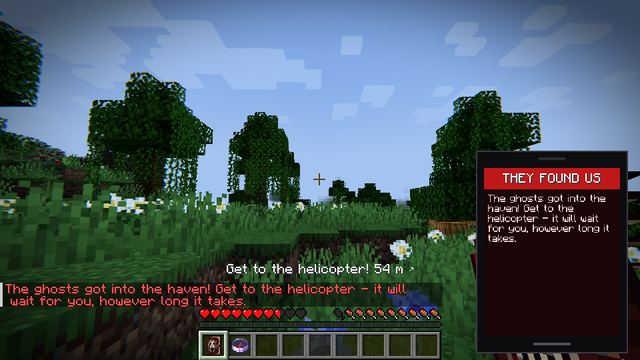 THEY FOUND US
The ghosts got into the
haven! Get to the
helicopter - it will wait
for you, however long it
takes.
Get to the helicopter! 54 m ↗
The ghosts got into the haven! Get to the helicopter - it will
wait for you, however long it takes.